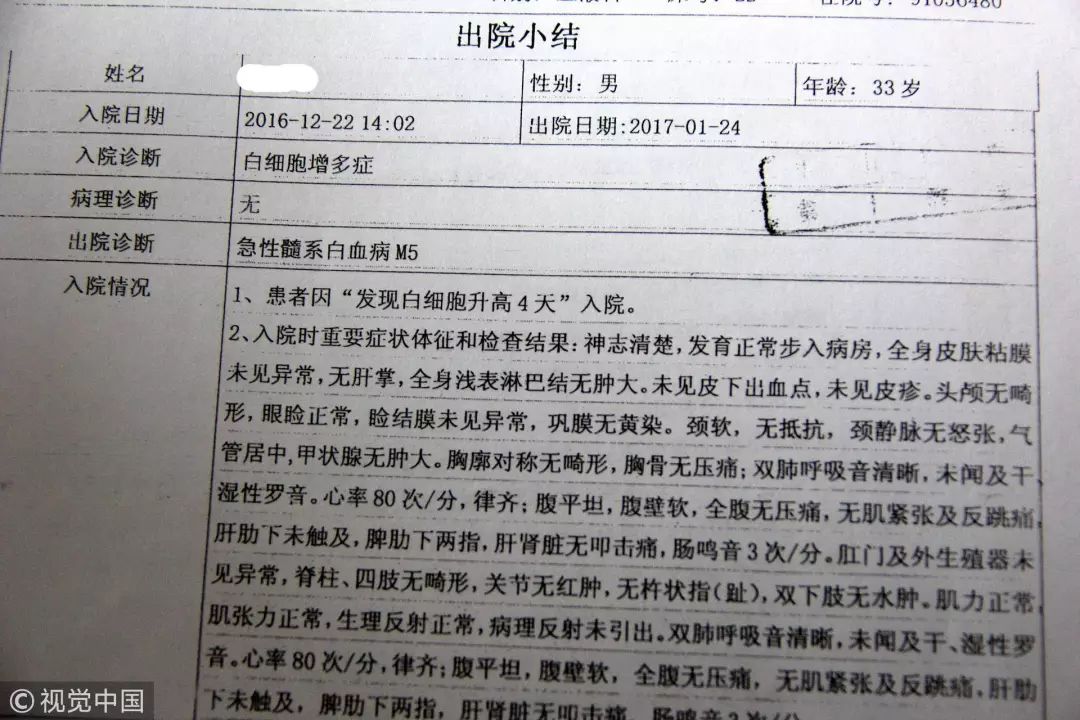 住院号: 91056480
出院小结
姓名 性别: 男 年龄: 33 岁
入院日期 2016-12-22 14:02 出院日期:2017-01-24
入院诊断 白细胞增多症
病理诊断 无
出院诊断 急性髓系白血病 M5
入院情况 1、患者因“发现白细胞升高 4 天”入院。
2、入院时重要症状体征和检查结果: 神志清楚, 发育正常步入病房, 全身皮肤粘膜
未见异常, 无肝掌, 全身浅表淋巴结无肿大。未见皮下出血点, 未见皮疹。头颅无畸
形, 眼睑正常, 睑结膜未见异常, 巩膜无黄染。颈软, 无抵抗, 颈静脉无怒张, 气
管居中, 甲状腺无肿大。胸廓对称无畸形, 胸骨无压痛; 双肺呼吸音清晰, 未闻及干、
湿性罗音。心率 80 次/分, 律齐; 腹平坦, 腹壁软, 全腹无压痛, 无肌紧张及反跳痛,
肝肋下未触及, 脾肋下两指, 肝肾脏无叩击痛, 肠鸣音 3 次/分。肛门及外生殖器未
见异常, 脊柱、四肢无畸形, 关节无红肿, 无杵状指(趾), 双下肢无水肿。肌力正常,
肌张力正常, 生理反射正常, 病理反射未引出。双肺呼吸音清晰, 未闻及干、湿性罗
音。心率 80 次/分, 律齐; 腹平坦, 腹壁软, 全腹无压痛, 无肌紧张及反跳痛, 肝肋
下未触及, 脾肋下两指, 肝肾脏无叩击痛, 肠鸣音 3 次/分
© 视觉中国